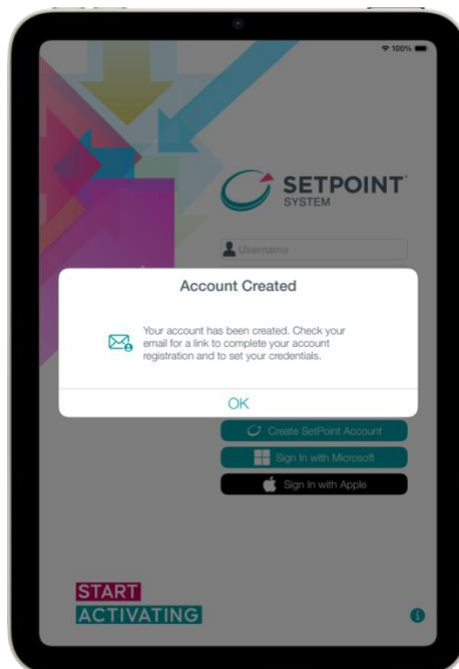 100%
SETPOINT®
SYSTEM
Username
Account Created
Your account has been created. Check your
email for a link to complete your account
registration and to set your credentials.
OK
Create SetPoint Account
Sign In with Microsoft
Sign In with Apple
START
ACTIVATING